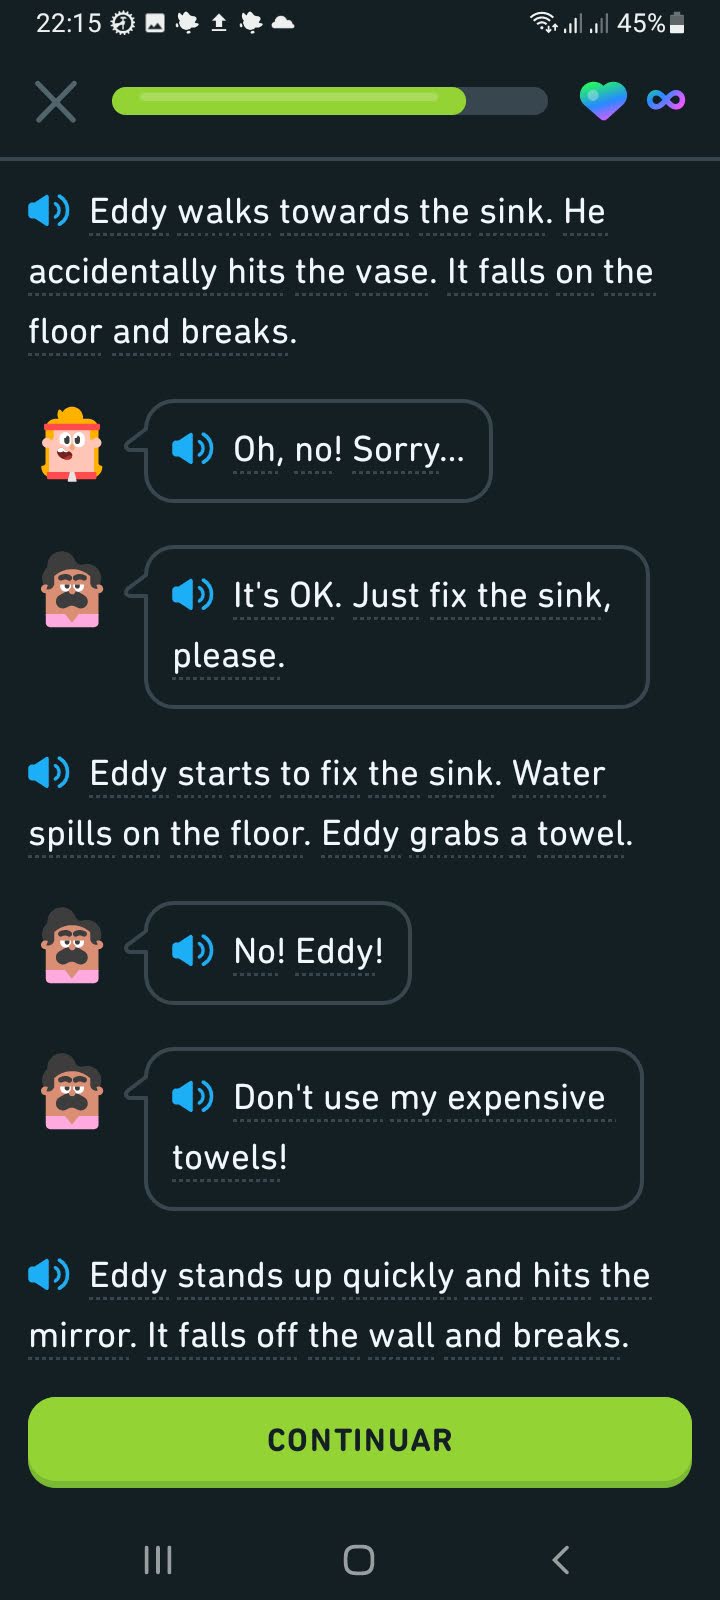 22:15 45%
Eddy walks towards the sink. He
accidentally hits the vase. It falls on the
floor and breaks.
Oh, no! Sorry...
It's OK. Just fix the sink,
please.
Eddy starts to fix the sink. Water
spills on the floor. Eddy grabs a towel.
No! Eddy!
Don't use my expensive
towels!
Eddy stands up quickly and hits the
mirror. It falls off the wall and breaks.
CONTINUAR